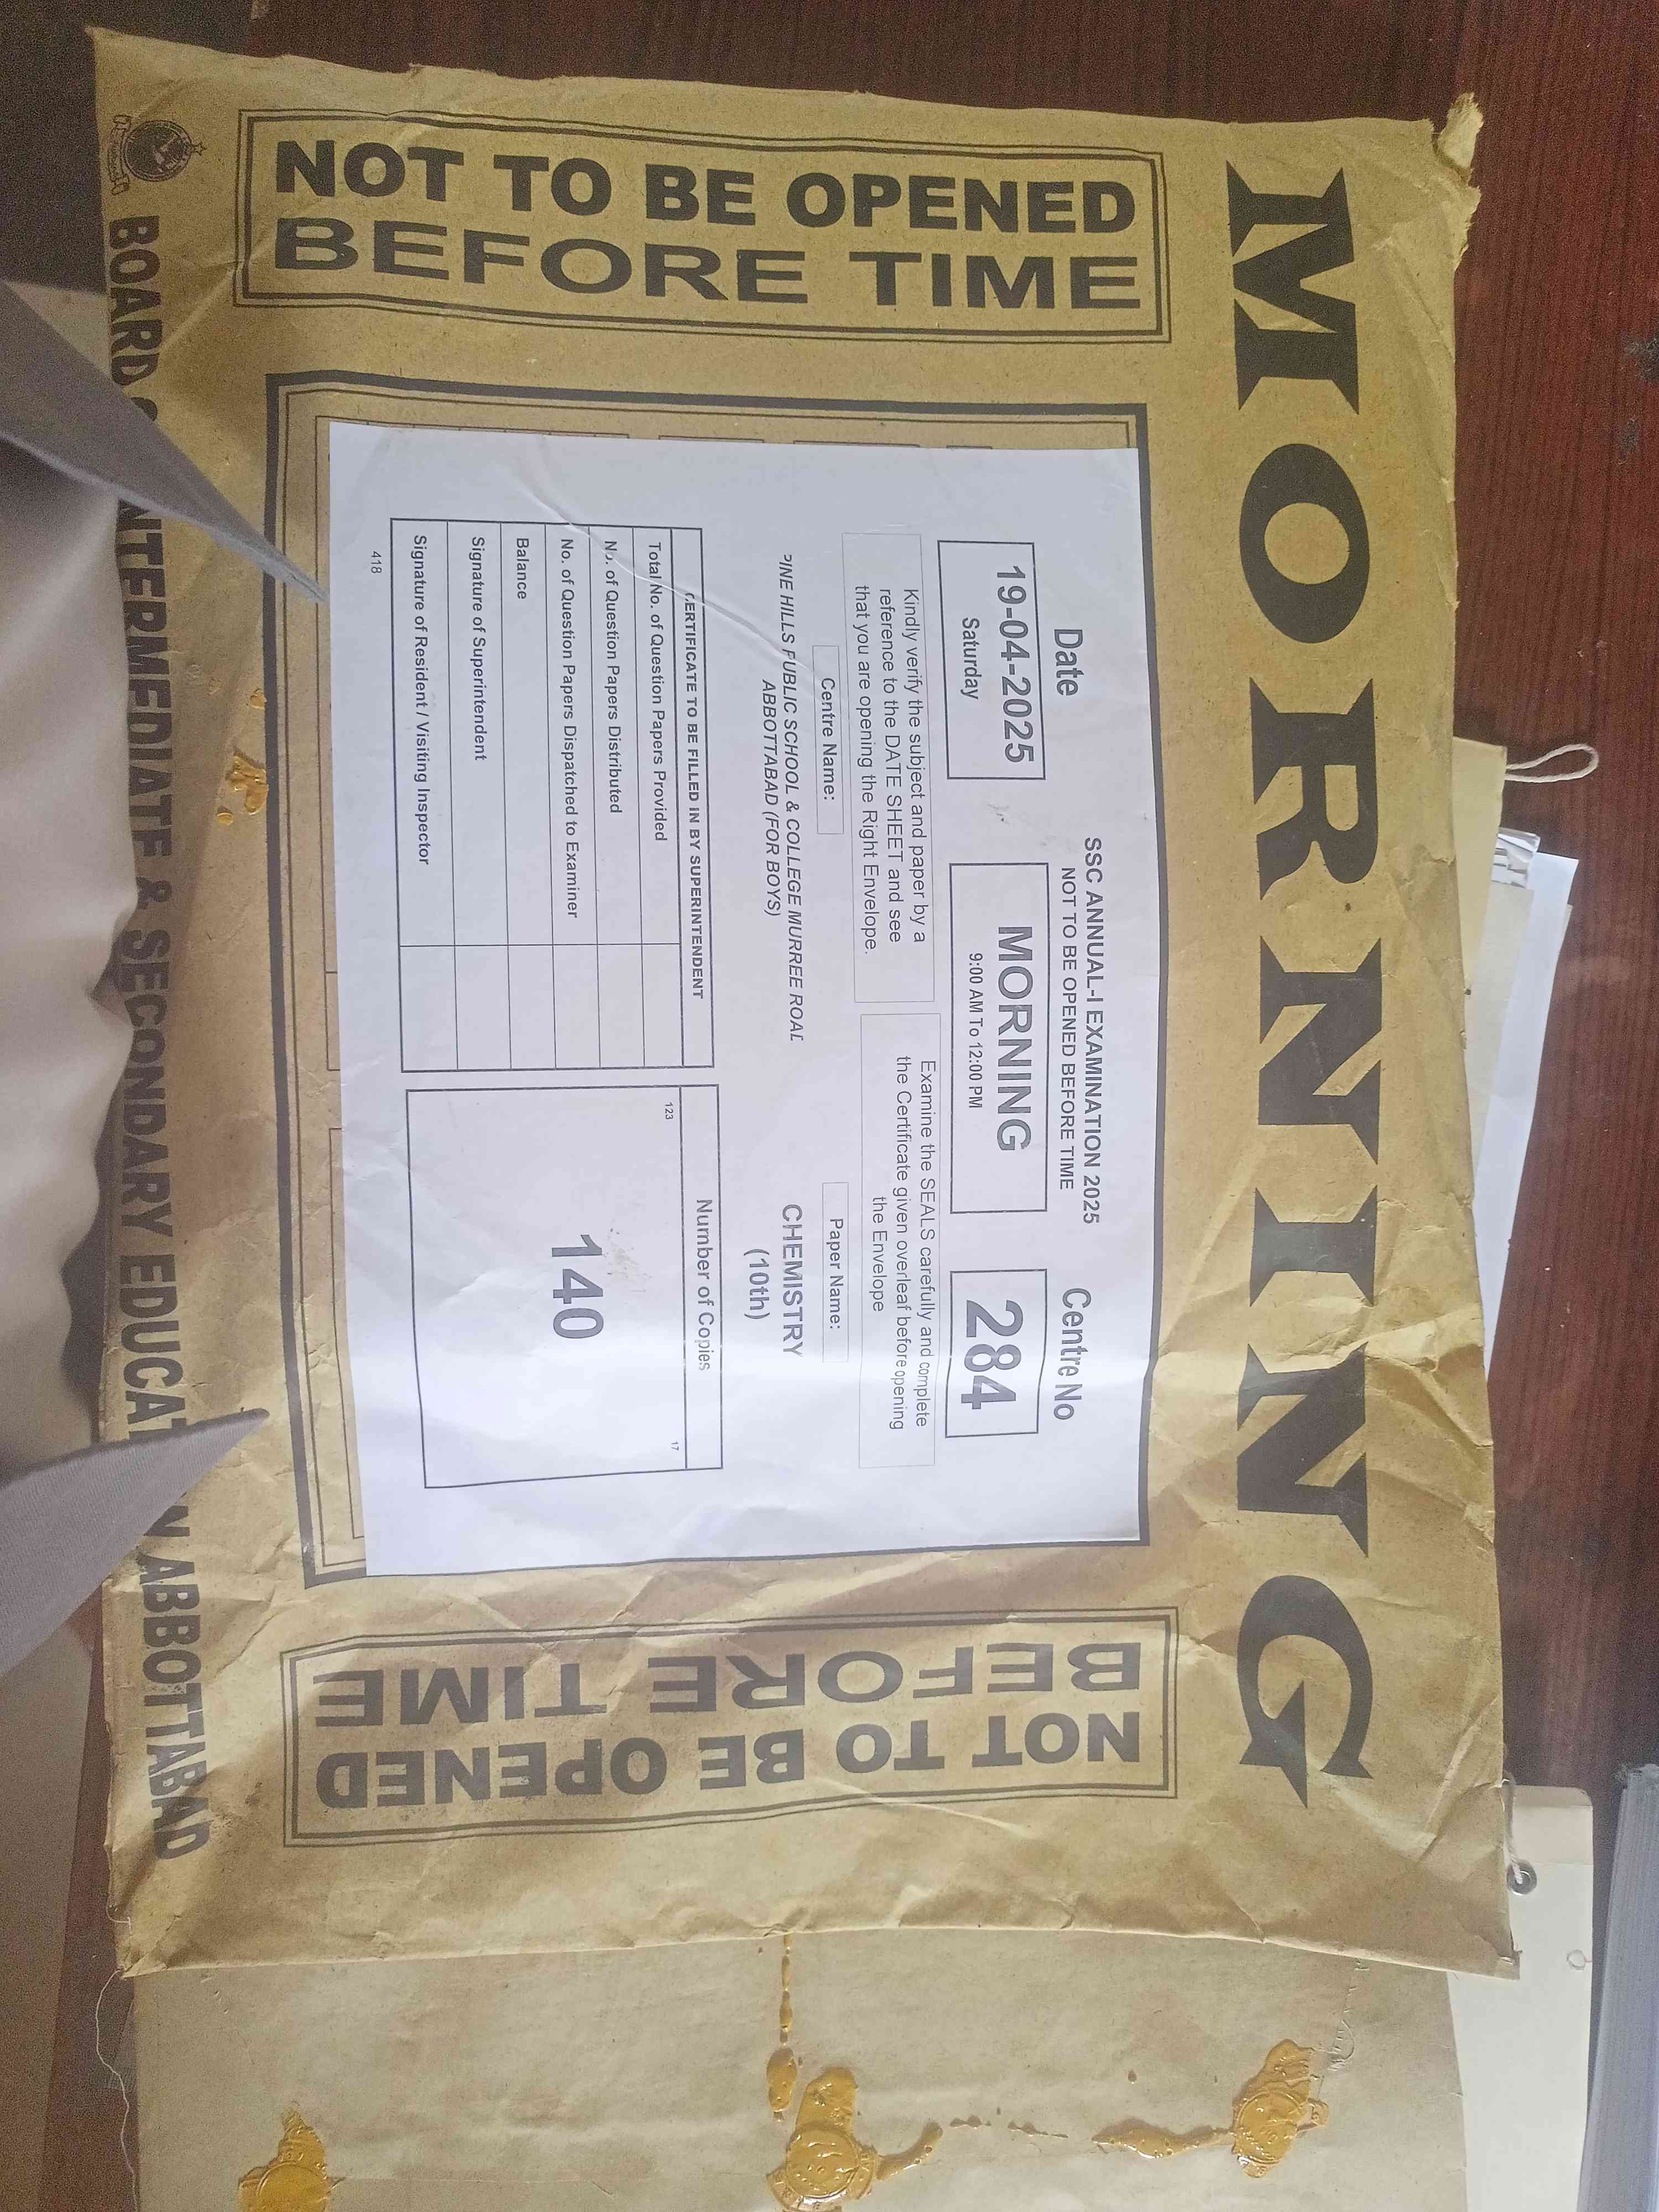 MORNING
NOT TO BE OPENED
BEFORE TIME
SSC ANNUAL-I EXAMINATION 2025
NOT TO BE OPENED BEFORE TIME
Date
19-04-2025
Saturday
MORNING
9:00 AM To 12:00 PM
Centre No
284
Kindly verify the subject and paper by a
reference to the DATE SHEET and see
that you are opening the Right Envelope.
Examine the SEALS carefully and complete
the Certificate given overleaf before opening
the Envelope
Centre Name:
PINE HILLS PUBLIC SCHOOL & COLLEGE MURREE ROAD
ABBOTTABAD (FOR BOYS)
Paper Name:
CHEMISTRY
(10th)
CERTIFICATE TO BE FILLED IN BY SUPERINTENDENT
Total No. of Question Papers Provided
No. of Question Papers Distributed
No. of Question Papers Dispatched to Examiner
Balance
Signature of Superintendent
Signature of Resident / Visiting Inspector
418
Number of Copies
123
17
140
NOT TO BE OPENED
BEFORE TIME
BOARD INTERMEDIATE & SECONDARY EDUCATION ABBOTTABAD